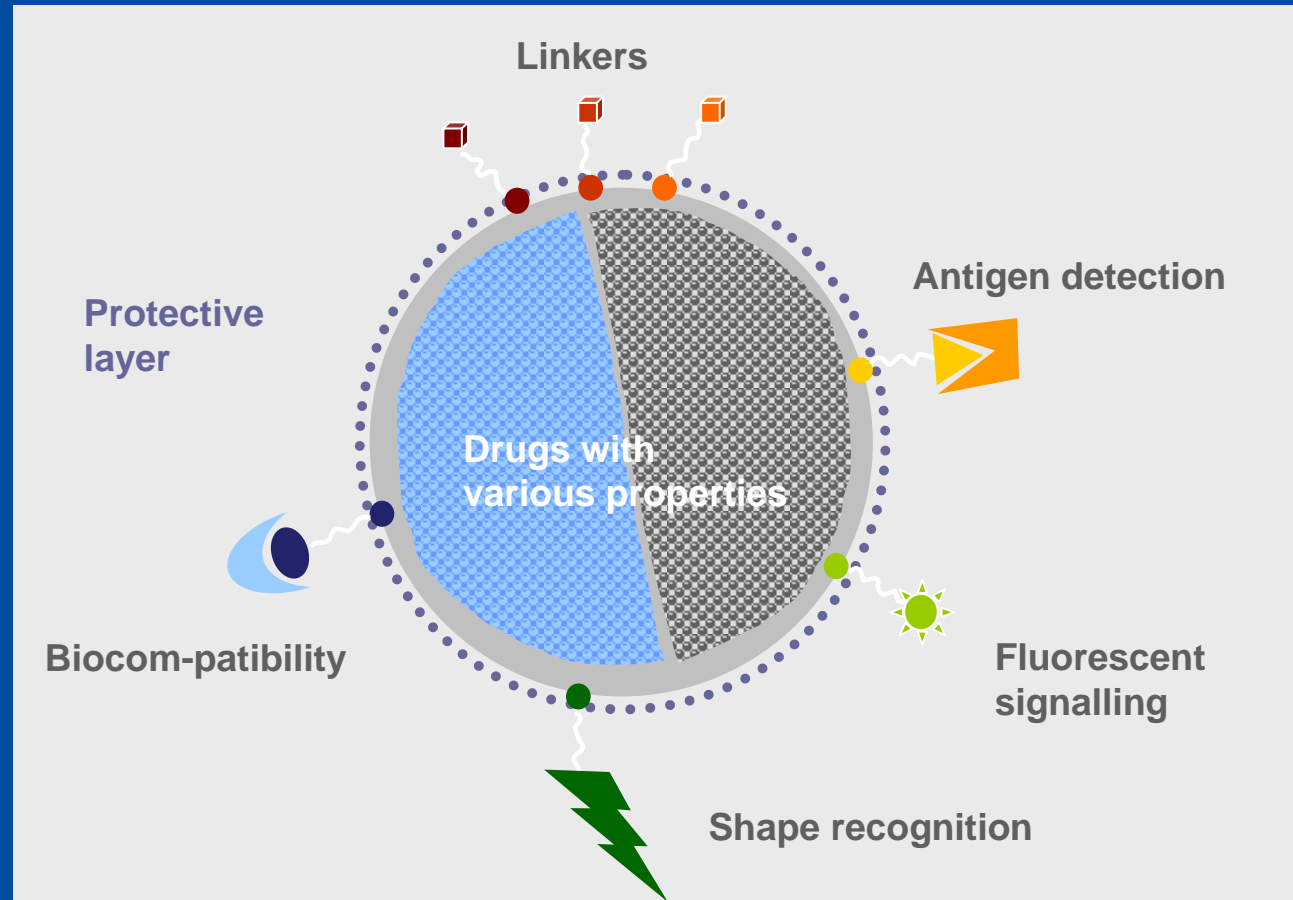 Linkers
Antigen detection
Protective
layer
Drugs with
various properties
Biocom-patibility
Fluorescent
signalling
Shape recognition